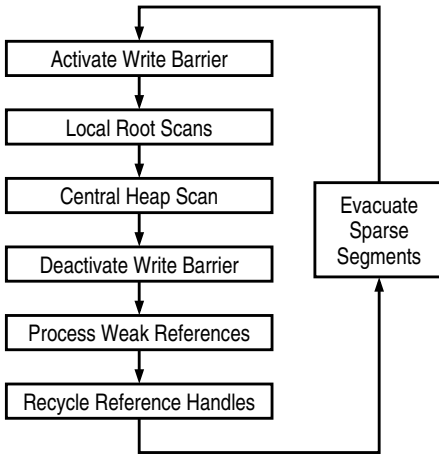 Activate Write Barrier
Local Root Scans
Central Heap Scan
Deactivate Write Barrier
Process Weak References
Recycle Reference Handles
Evacuate
Sparse
Segments